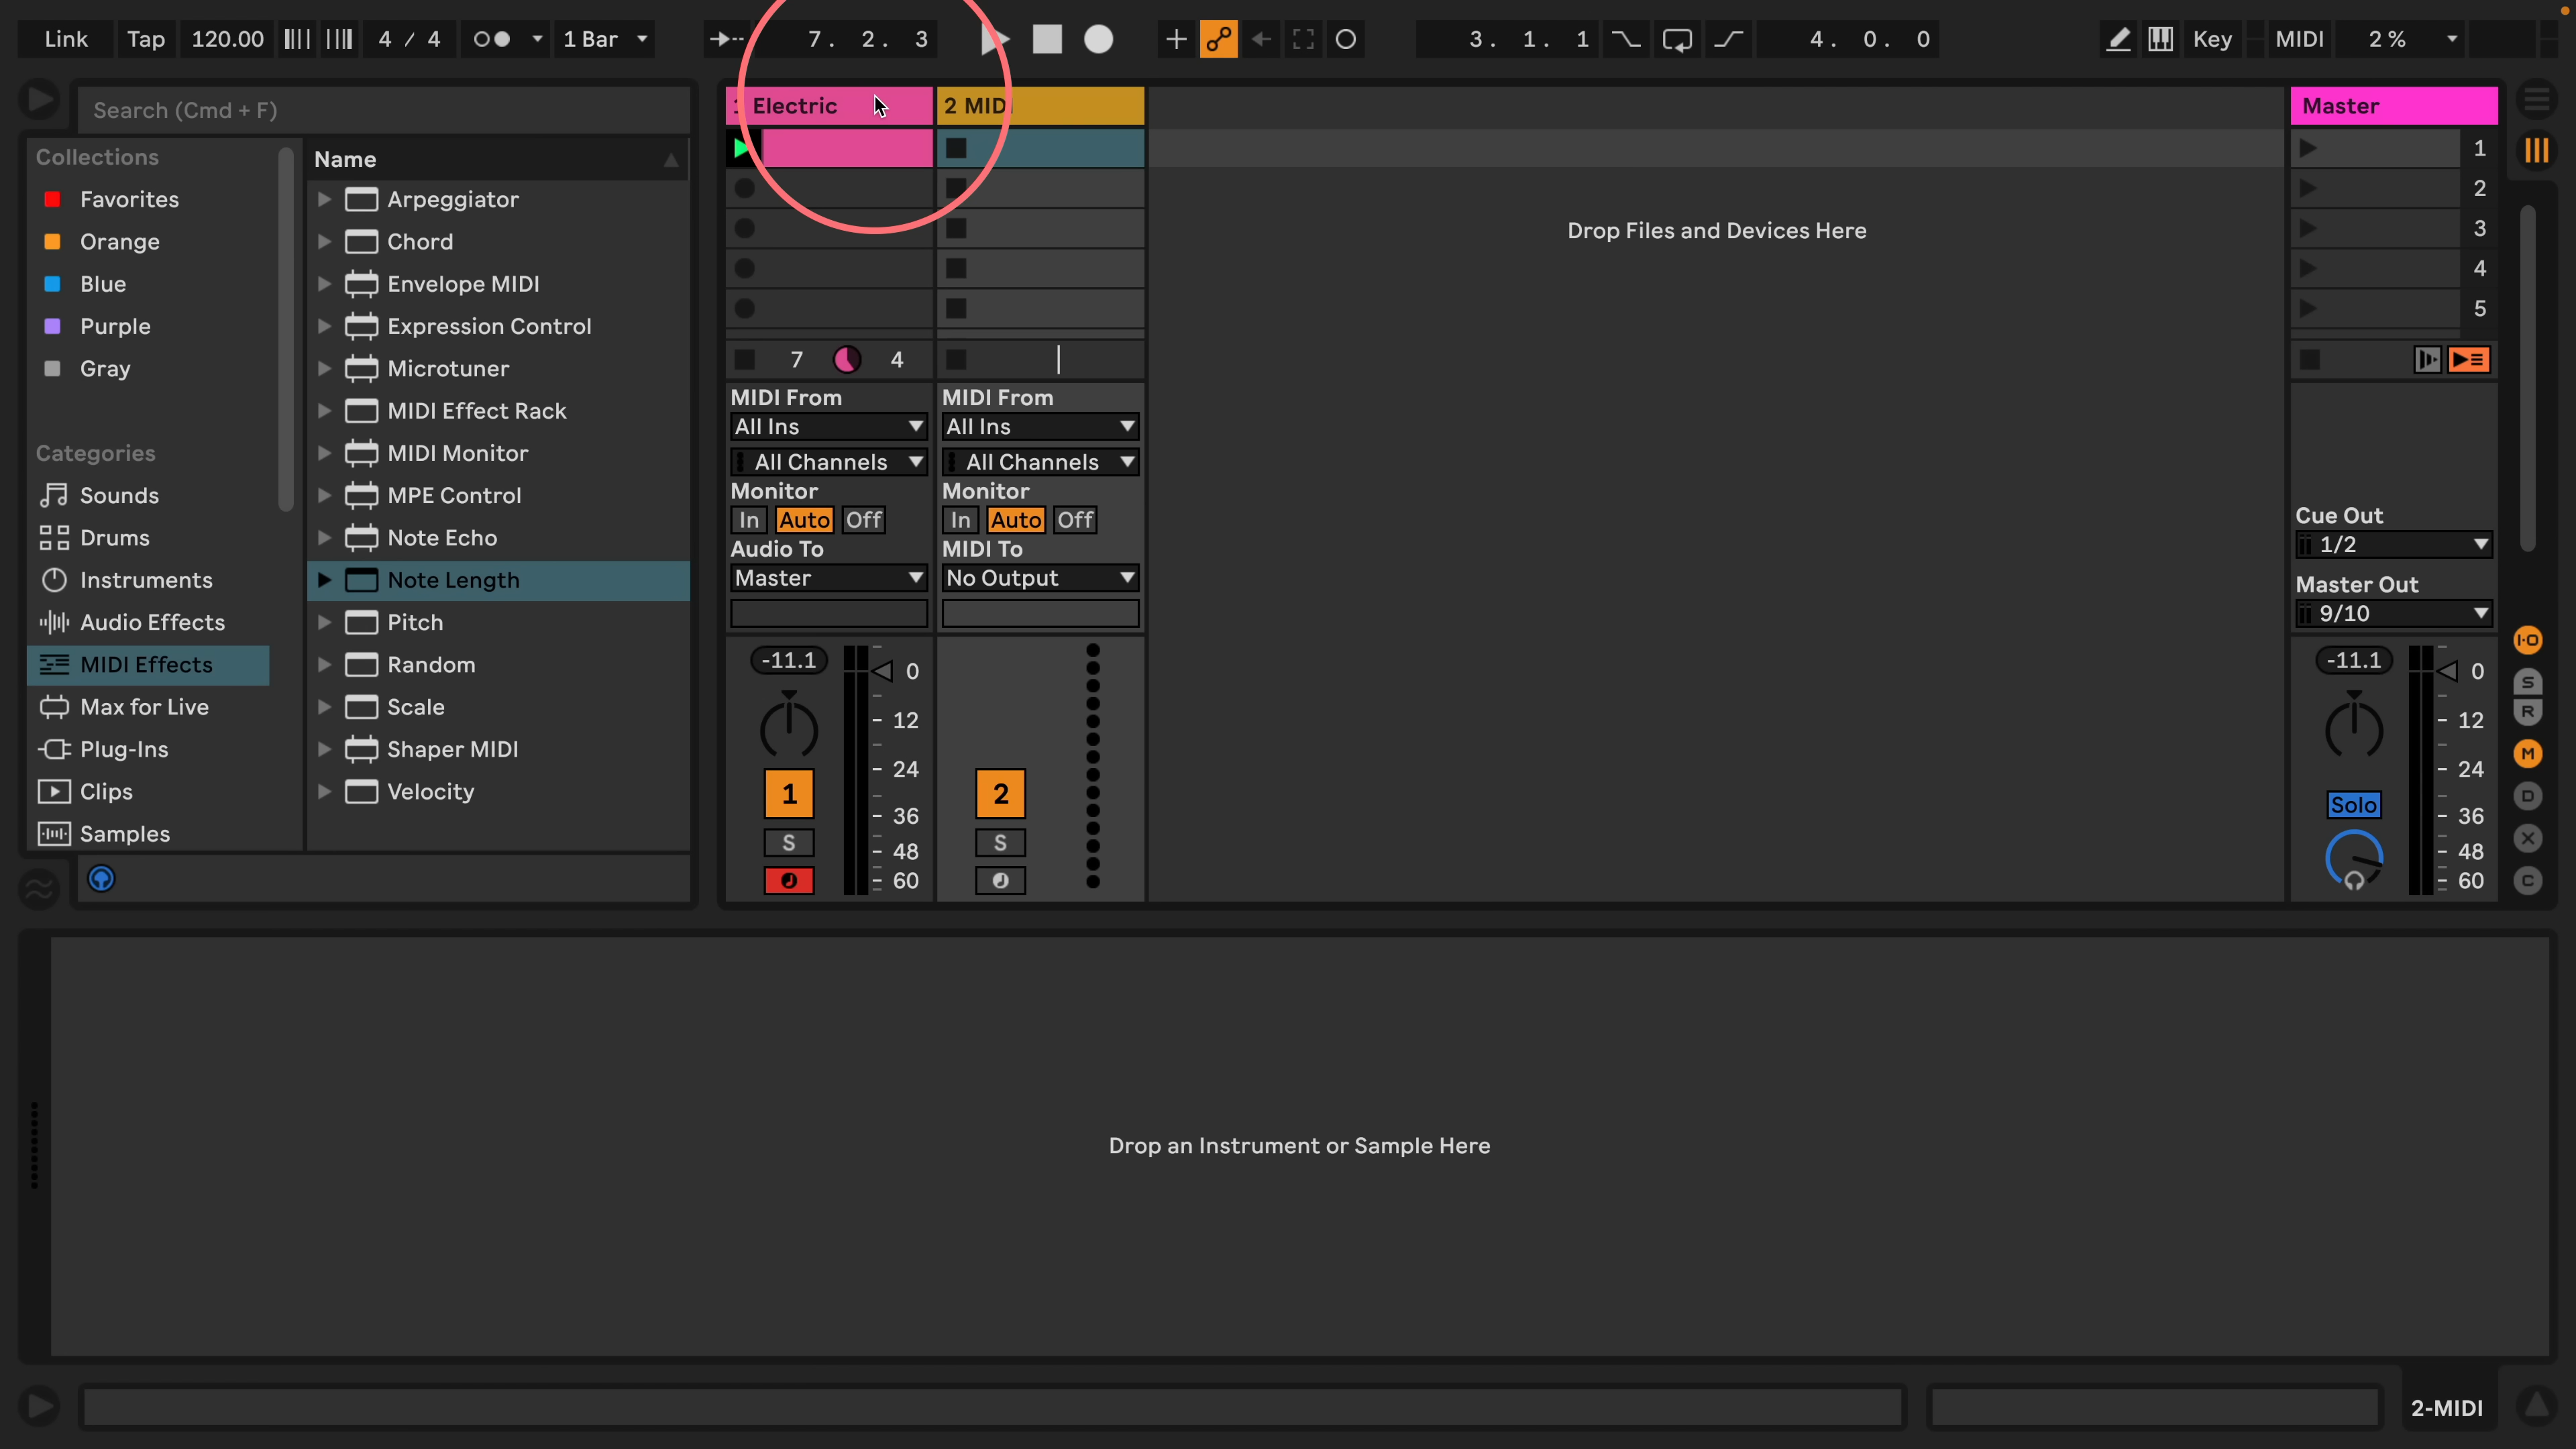 Link Tap 120.00 4 / 4 1 Bar 7. 2. 3 3. 1. 1 4. 0. 0 Key MIDI 2 %
Search (Cmd + F)
Collections
Favorites
Orange
Blue
Purple
Gray
Categories
Sounds
Drums
Instruments
Audio Effects
MIDI Effects
Max for Live
Plug-Ins
Clips
Samples
Name
Arpeggiator
Chord
Envelope MIDI
Expression Control
Microtuner
MIDI Effect Rack
MIDI Monitor
MPE Control
Note Echo
Note Length
Pitch
Random
Scale
Shaper MIDI
Velocity
1 Electric
7 4
MIDI From
All Ins
All Channels
Monitor
In Auto Off
Audio To
Master
-11.1
0
12
24
1
36
S
48
60
2 MIDI
MIDI From
All Ins
All Channels
Monitor
In Auto Off
MIDI To
No Output
2
S
Drop Files and Devices Here
Master
1
2
3
4
5
Cue Out
1/2
Master Out
9/10
-11.1
0
12
24
Solo
36
48
60
I·O
S
R
M
D
X
C
Drop an Instrument or Sample Here
2-MIDI